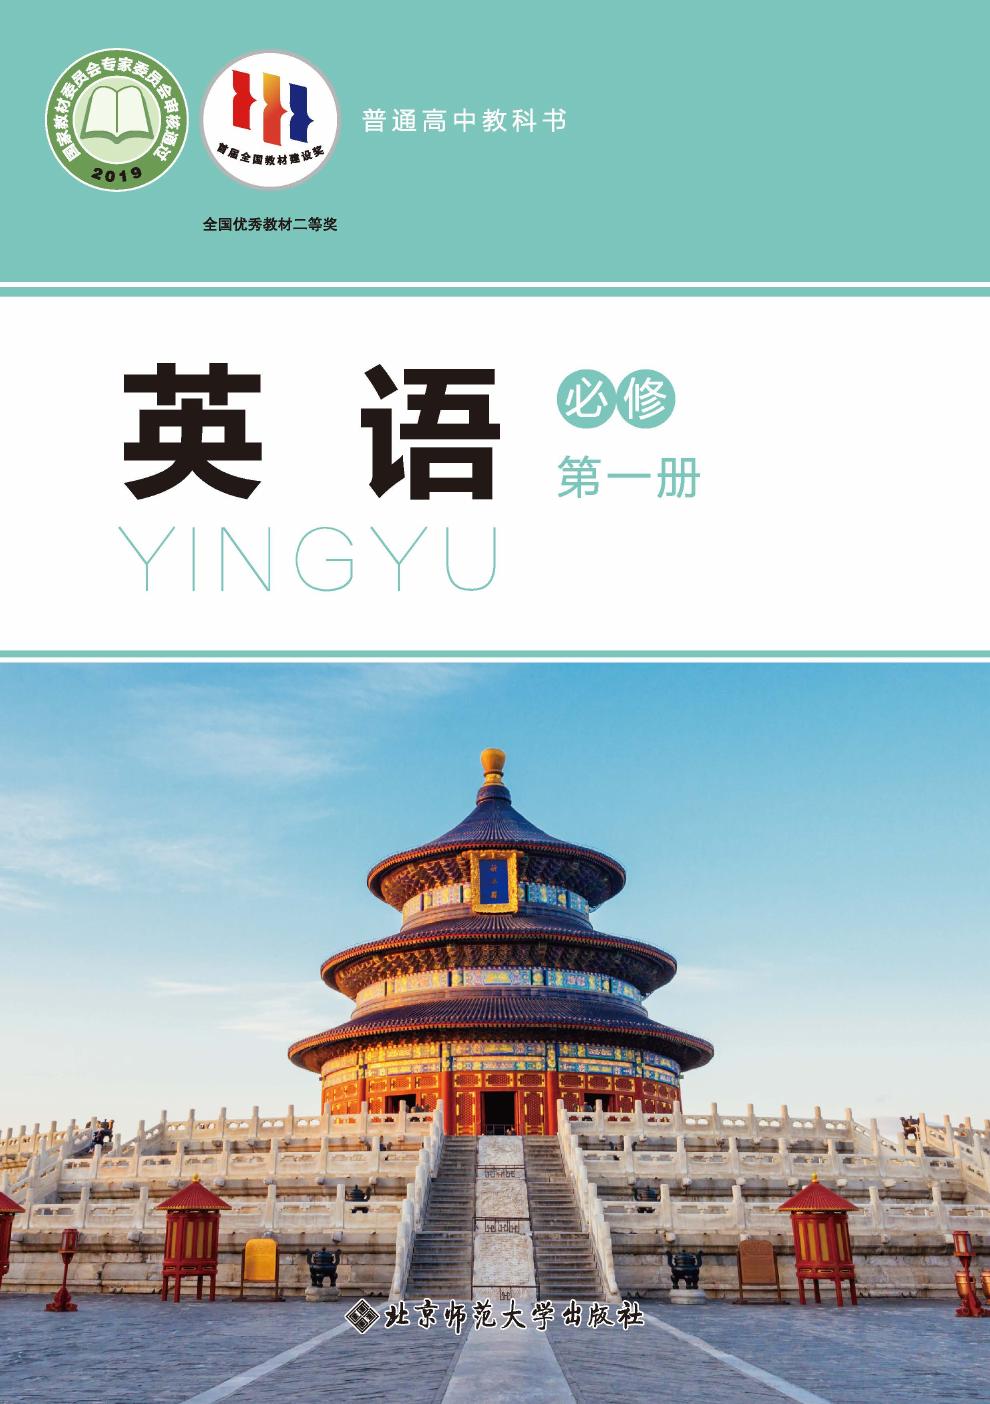 国家教材委员会专家委员会审核通过
2019
首届全国教材建设奖
全国优秀教材二等奖
普通高中教科书
英语
必修
第一册
YINGYU
祈年殿
北京师范大学出版社